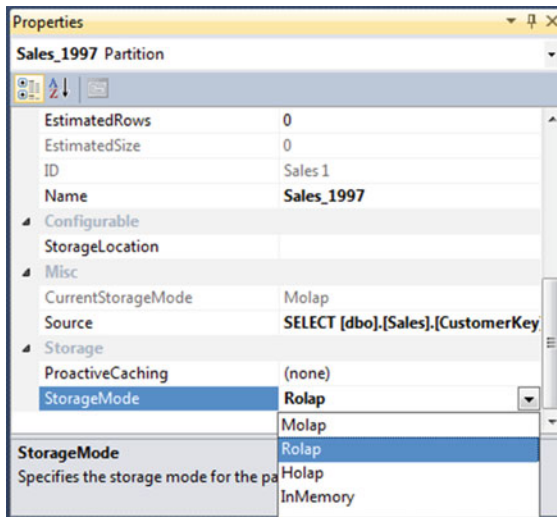 Properties
Sales_1997 Partition
EstimatedRows 0
EstimatedSize 0
ID Sales 1
Name Sales_1997
Configurable
StorageLocation
Misc
CurrentStorageMode Molap
Source SELECT [dbo].[Sales].[CustomerKey]
Storage
ProactiveCaching (none)
StorageMode Rolap
Molap
Rolap
Holap
InMemory
StorageMode
Specifies the storage mode for the pa